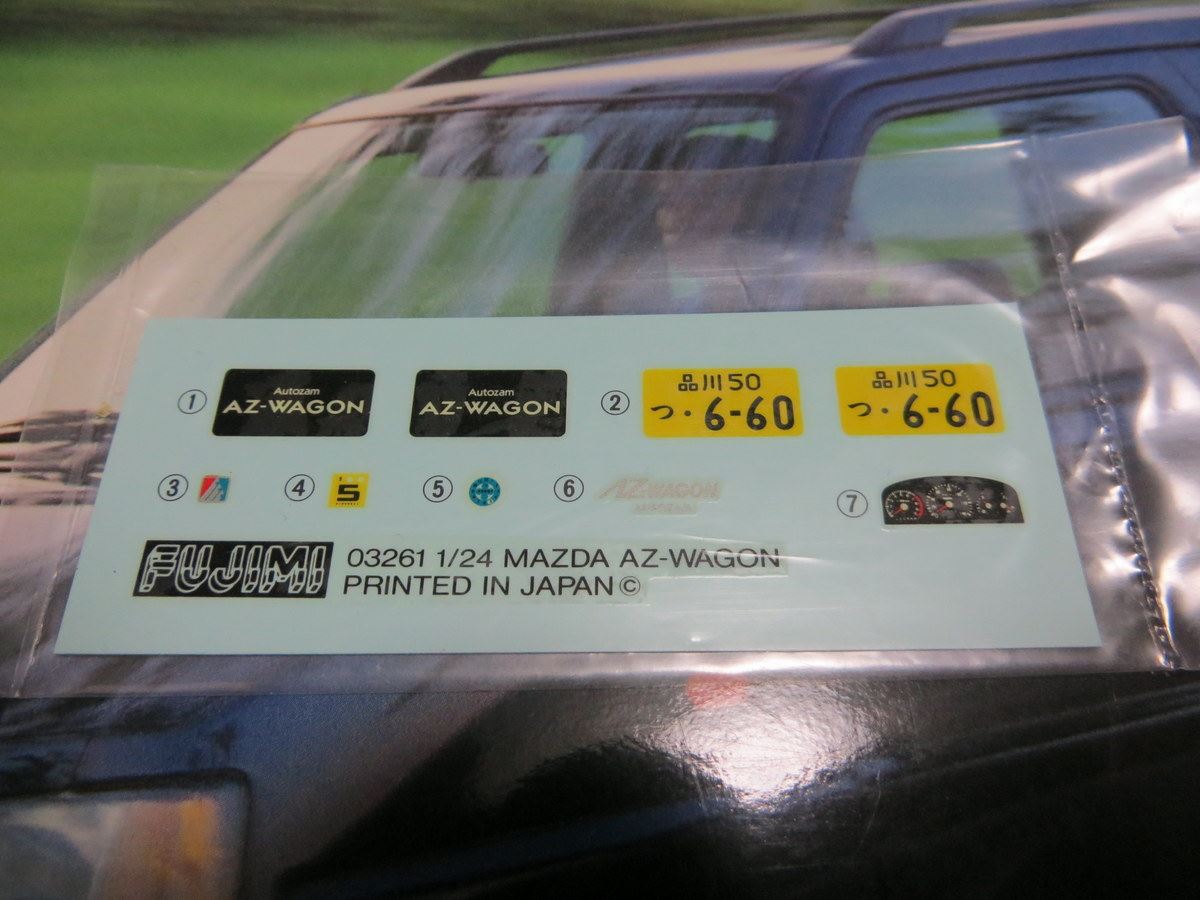 ① Autozam
AZ-WAGON
Autozam
AZ-WAGON
② 品川50
つ・6-60
品川50
つ・6-60
③ ④ 5 ⑤ ⑥ AZ-WAGON ⑦
FUJIMI
03261 1/24 MAZDA AZ-WAGON
PRINTED IN JAPAN©